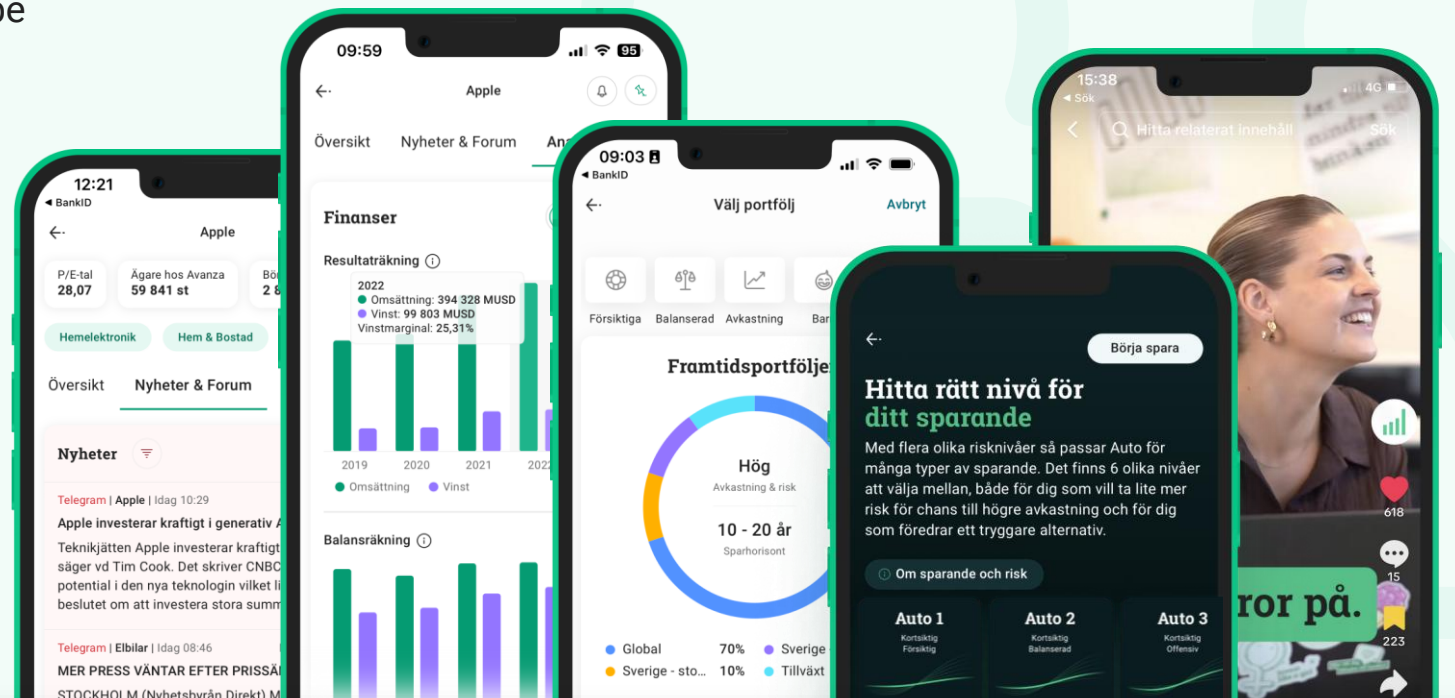 12:21
◀ BankID
Apple
P/E-tal
28,07
Ägare hos Avanza
59 841 st
Hemelektronik
Hem & Bostad
Översikt
Nyheter & Forum
Nyheter
Telegram | Apple | Idag 10:29
Apple investerar kraftigt i generativ
Teknikjätten Apple investerar kraftigt
säger vd Tim Cook. Det skriver CNBC
potential i den nya teknologin vilket
beslutet om att investera stora
Telegram | Elbilar | Idag 08:46
MER PRESS VÄNTAR EFTER
STOCKHOLM (Nyhetsbyrån Direkt)
09:59
95
Apple
Översikt
Nyheter & Forum
Finanser
Resultaträkning
2022
Omsättning: 394 328 MUSD
Vinst: 99 803 MUSD
Vinstmarginal: 25,31%
2019
2020
2021
2022
Omsättning
Vinst
Balansräkning
09:03
◀ BankID
Välj portfölj
Avbryt
Försiktiga
Balanserad
Avkastning
Hög
Avkastning & risk
10 - 20 år
Sparhorisont
Global 70%
Sverige
Sverige - sto... 10%
Tillväxt
Börja spara
Hitta rätt nivå för
ditt sparande
Med flera olika risknivåer så passar Auto för
många typer av sparande. Det finns 6 olika nivåer
att välja mellan, både för dig som vill ta lite mer
risk för chans till högre avkastning och för dig
som föredrar ett tryggare alternativ.
Om sparande och risk
Auto 1
Kortsiktig
Försiktig
Auto 2
Kortsiktig
Balanserad
Auto 3
Kortsiktig
Offensiv
15:38
◀ Sök
4G
Hitta relaterat innehåll
Sök
618
15
ror på.
223